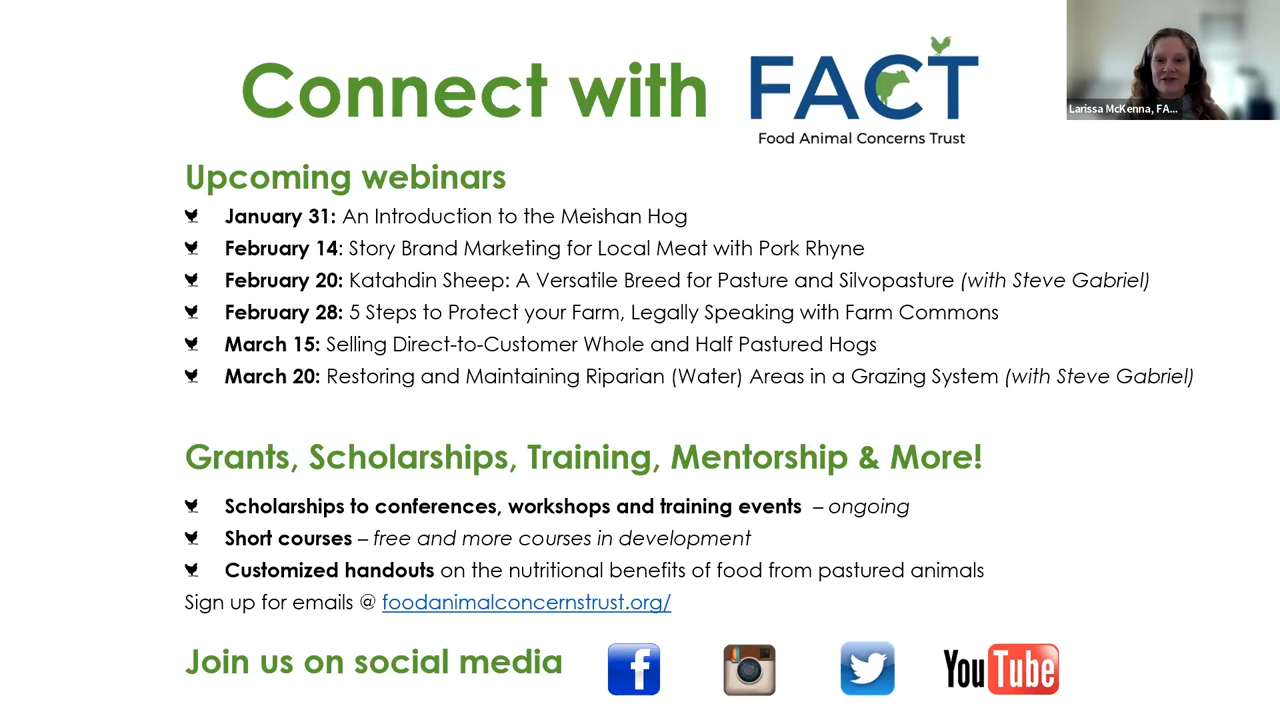 Connect with FACT
Food Animal Concerns Trust
Larissa McKenna, FA...
Upcoming webinars
January 31: An Introduction to the Meishan Hog
February 14: Story Brand Marketing for Local Meat with Pork Rhyne
February 20: Katahdin Sheep: A Versatile Breed for Pasture and Silvopasture (with Steve Gabriel)
February 28: 5 Steps to Protect your Farm, Legally Speaking with Farm Commons
March 15: Selling Direct-to-Customer Whole and Half Pastured Hogs
March 20: Restoring and Maintaining Riparian (Water) Areas in a Grazing System (with Steve Gabriel)
Grants, Scholarships, Training, Mentorship & More!
Scholarships to conferences, workshops and training events – ongoing
Short courses – free and more courses in development
Customized handouts on the nutritional benefits of food from pastured animals
Sign up for emails @ foodanimalconcernstrust.org/
Join us on social media
YouTube